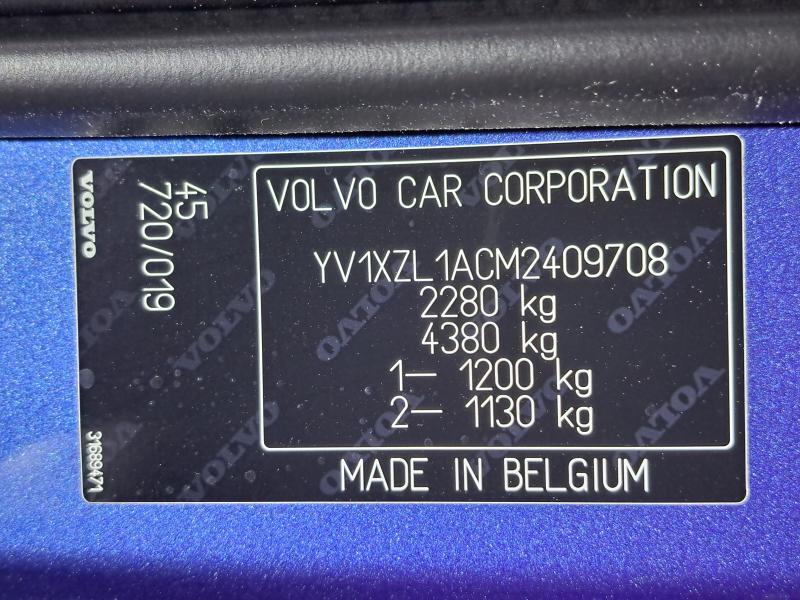 VOLVO
45
720/019
31689471
VOLVO CAR CORPORATION
YV1XZL1ACM2409708
2280 kg
4380 kg
1– 1200 kg
2– 1130 kg
MADE IN BELGIUM